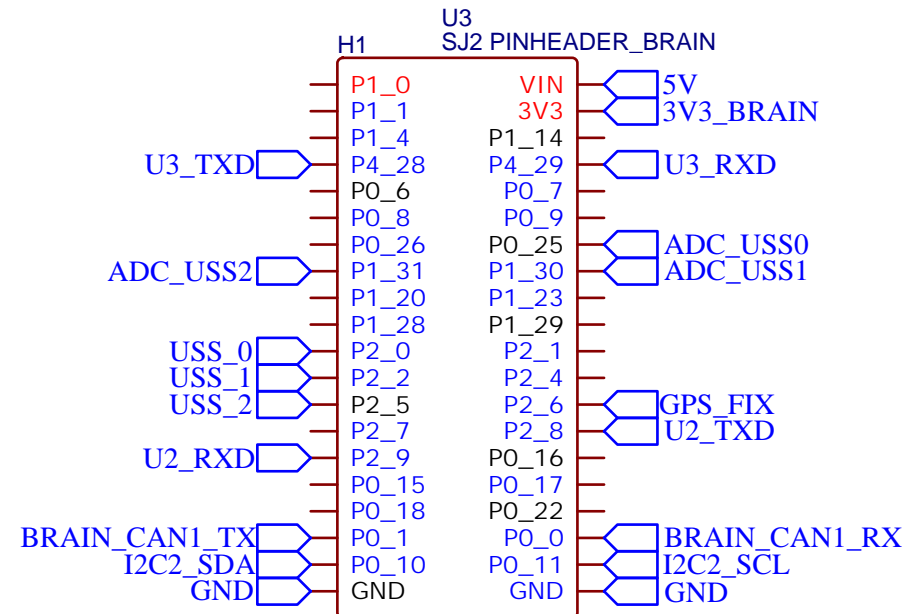 U3
H1 SJ2 PINHEADER_BRAIN
P1_0 VIN 5V
P1_1 3V3 3V3_BRAIN
P1_4 P1_14
U3_TXD P4_28 P4_29 U3_RXD
P0_6 P0_7
P0_8 P0_9
P0_26 P0_25 ADC_USS0
ADC_USS2 P1_31 P1_30 ADC_USS1
P1_20 P1_23
P1_28 P1_29
USS_0 P2_0 P2_1
USS_1 P2_2 P2_4
USS_2 P2_5 P2_6 GPS_FIX
P2_7 P2_8 U2_TXD
U2_RXD P2_9 P0_16
P0_15 P0_17
P0_18 P0_22
BRAIN_CAN1_TX P0_1 P0_0 BRAIN_CAN1_RX
I2C2_SDA P0_10 P0_11 I2C2_SCL
GND GND GND GND